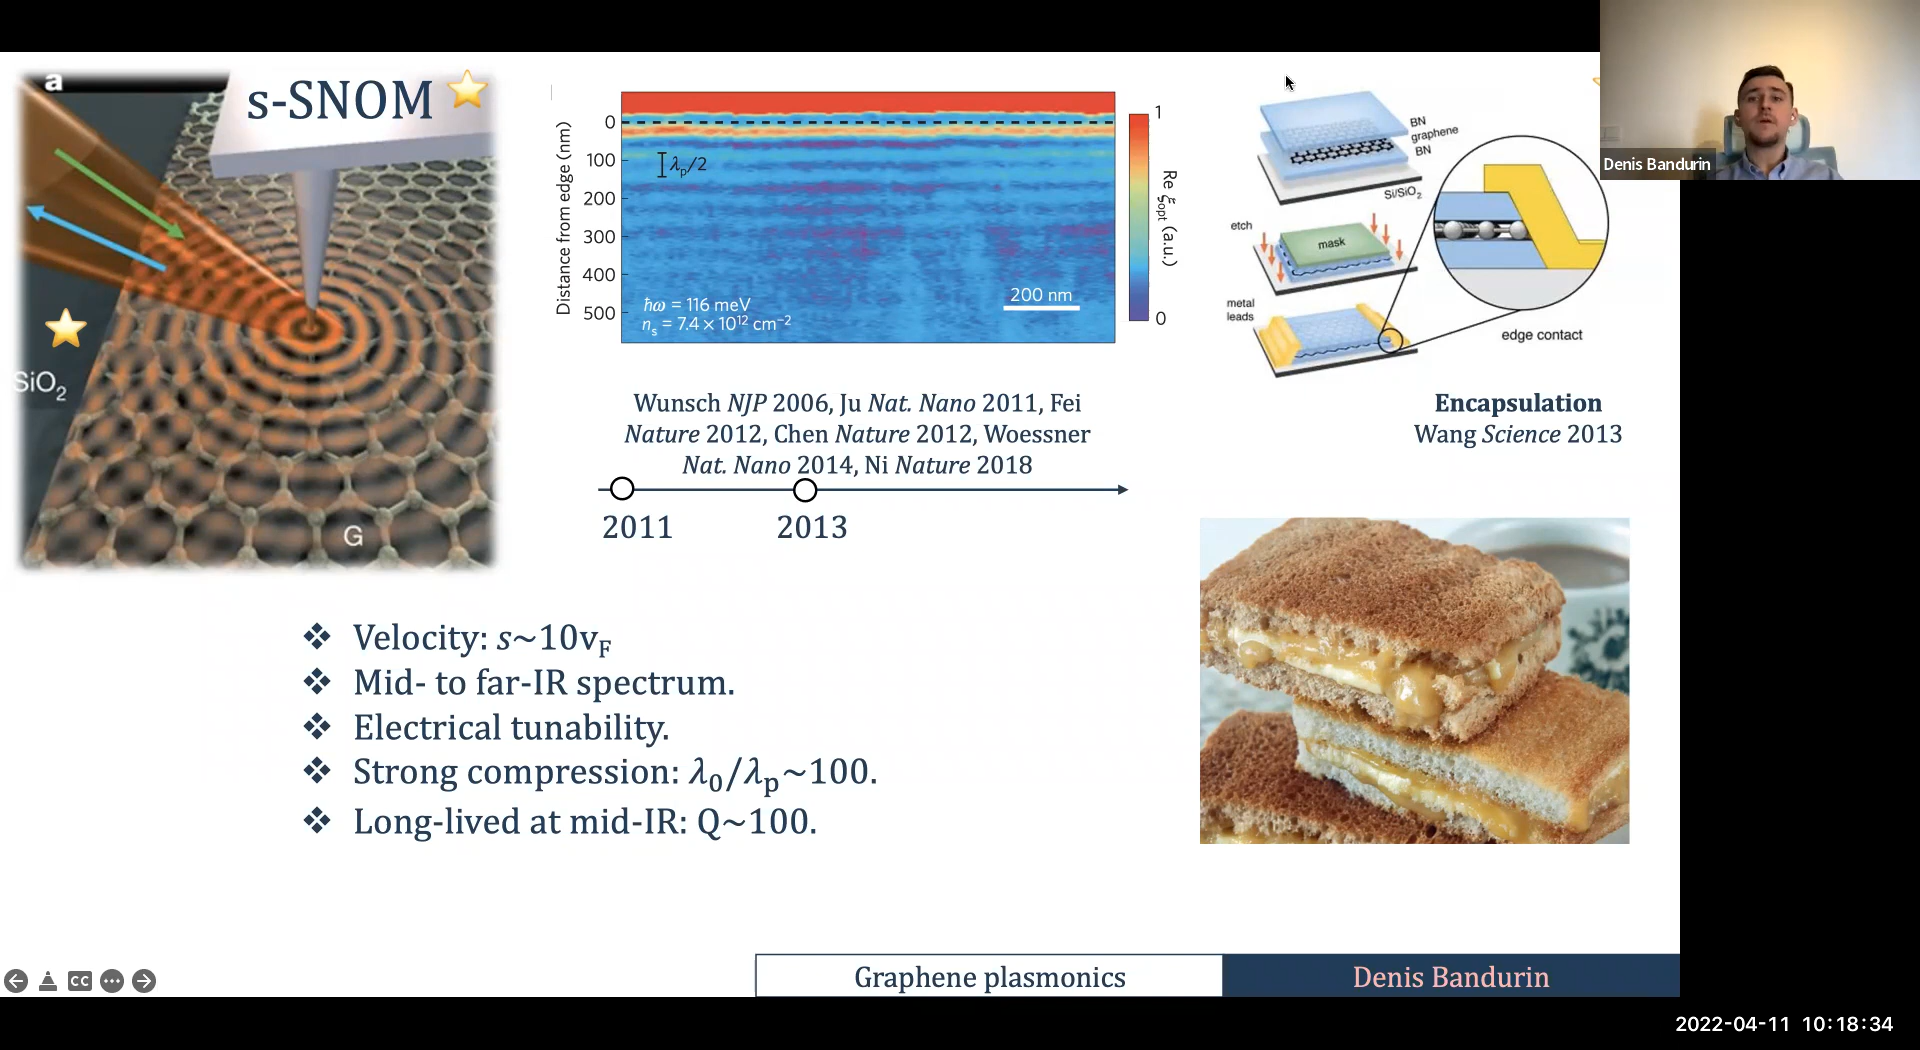 a
s-SNOM
SiO₂
G
Distance from edge (nm)
0
100
200
300
400
500
λp/2
ħω = 116 meV
nₛ = 7.4 × 10¹² cm⁻²
200 nm
1
0
Re ξopt (a.u.)
BN
graphene
BN
Si/SiO₂
etch
mask
metal
leads
edge contact
Denis Bandurin
Wunsch NJP 2006, Ju Nat. Nano 2011, Fei
Nature 2012, Chen Nature 2012, Woessner
Nat. Nano 2014, Ni Nature 2018
2011
2013
Encapsulation
Wang Science 2013
❖ Velocity: s~10v_F
❖ Mid- to far-IR spectrum.
❖ Electrical tunability.
❖ Strong compression: λ₀/λp~100.
❖ Long-lived at mid-IR: Q~100.
CC
Graphene plasmonics
Denis Bandurin
2022-04-11 10:18:34